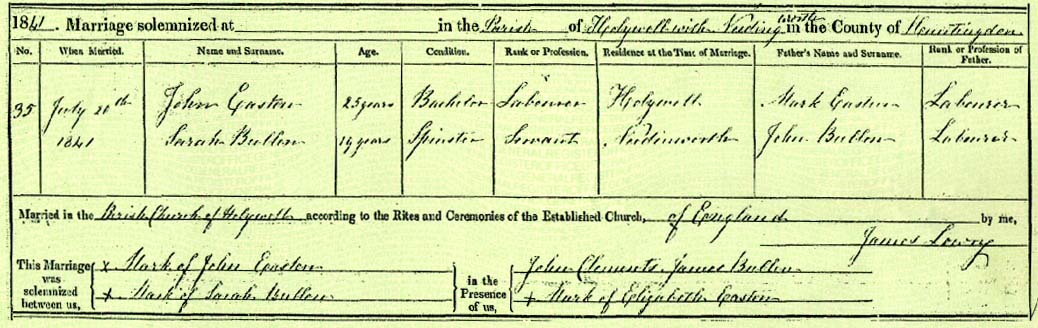 1841. Marriage solemnized at in the Parish of Holywell with Needingworth in the County of Huntingdon
No. When Married. Name and Surname. Age. Condition. Rank or Profession. Residence at the Time of Marriage. Father's Name and Surname. Rank or Profession of Father.
35 July 20th John Easton 25 years Bachelor Labourer Holywell Mark Easton Labourer
1841 Sarah Bullen 19 years Spinster Servant Nedinworth John Bullen Labourer
Married in the Parish Church of Holywell according to the Rites and Ceremonies of the Established Church, of England by me,
James Lowry
This Marriage was solemnized between us,
x Mark of John Easton
x Mark of Sarah Bullen
in the Presence of us,
John Clements James Bullen
+ Mark of Elizabeth Easton